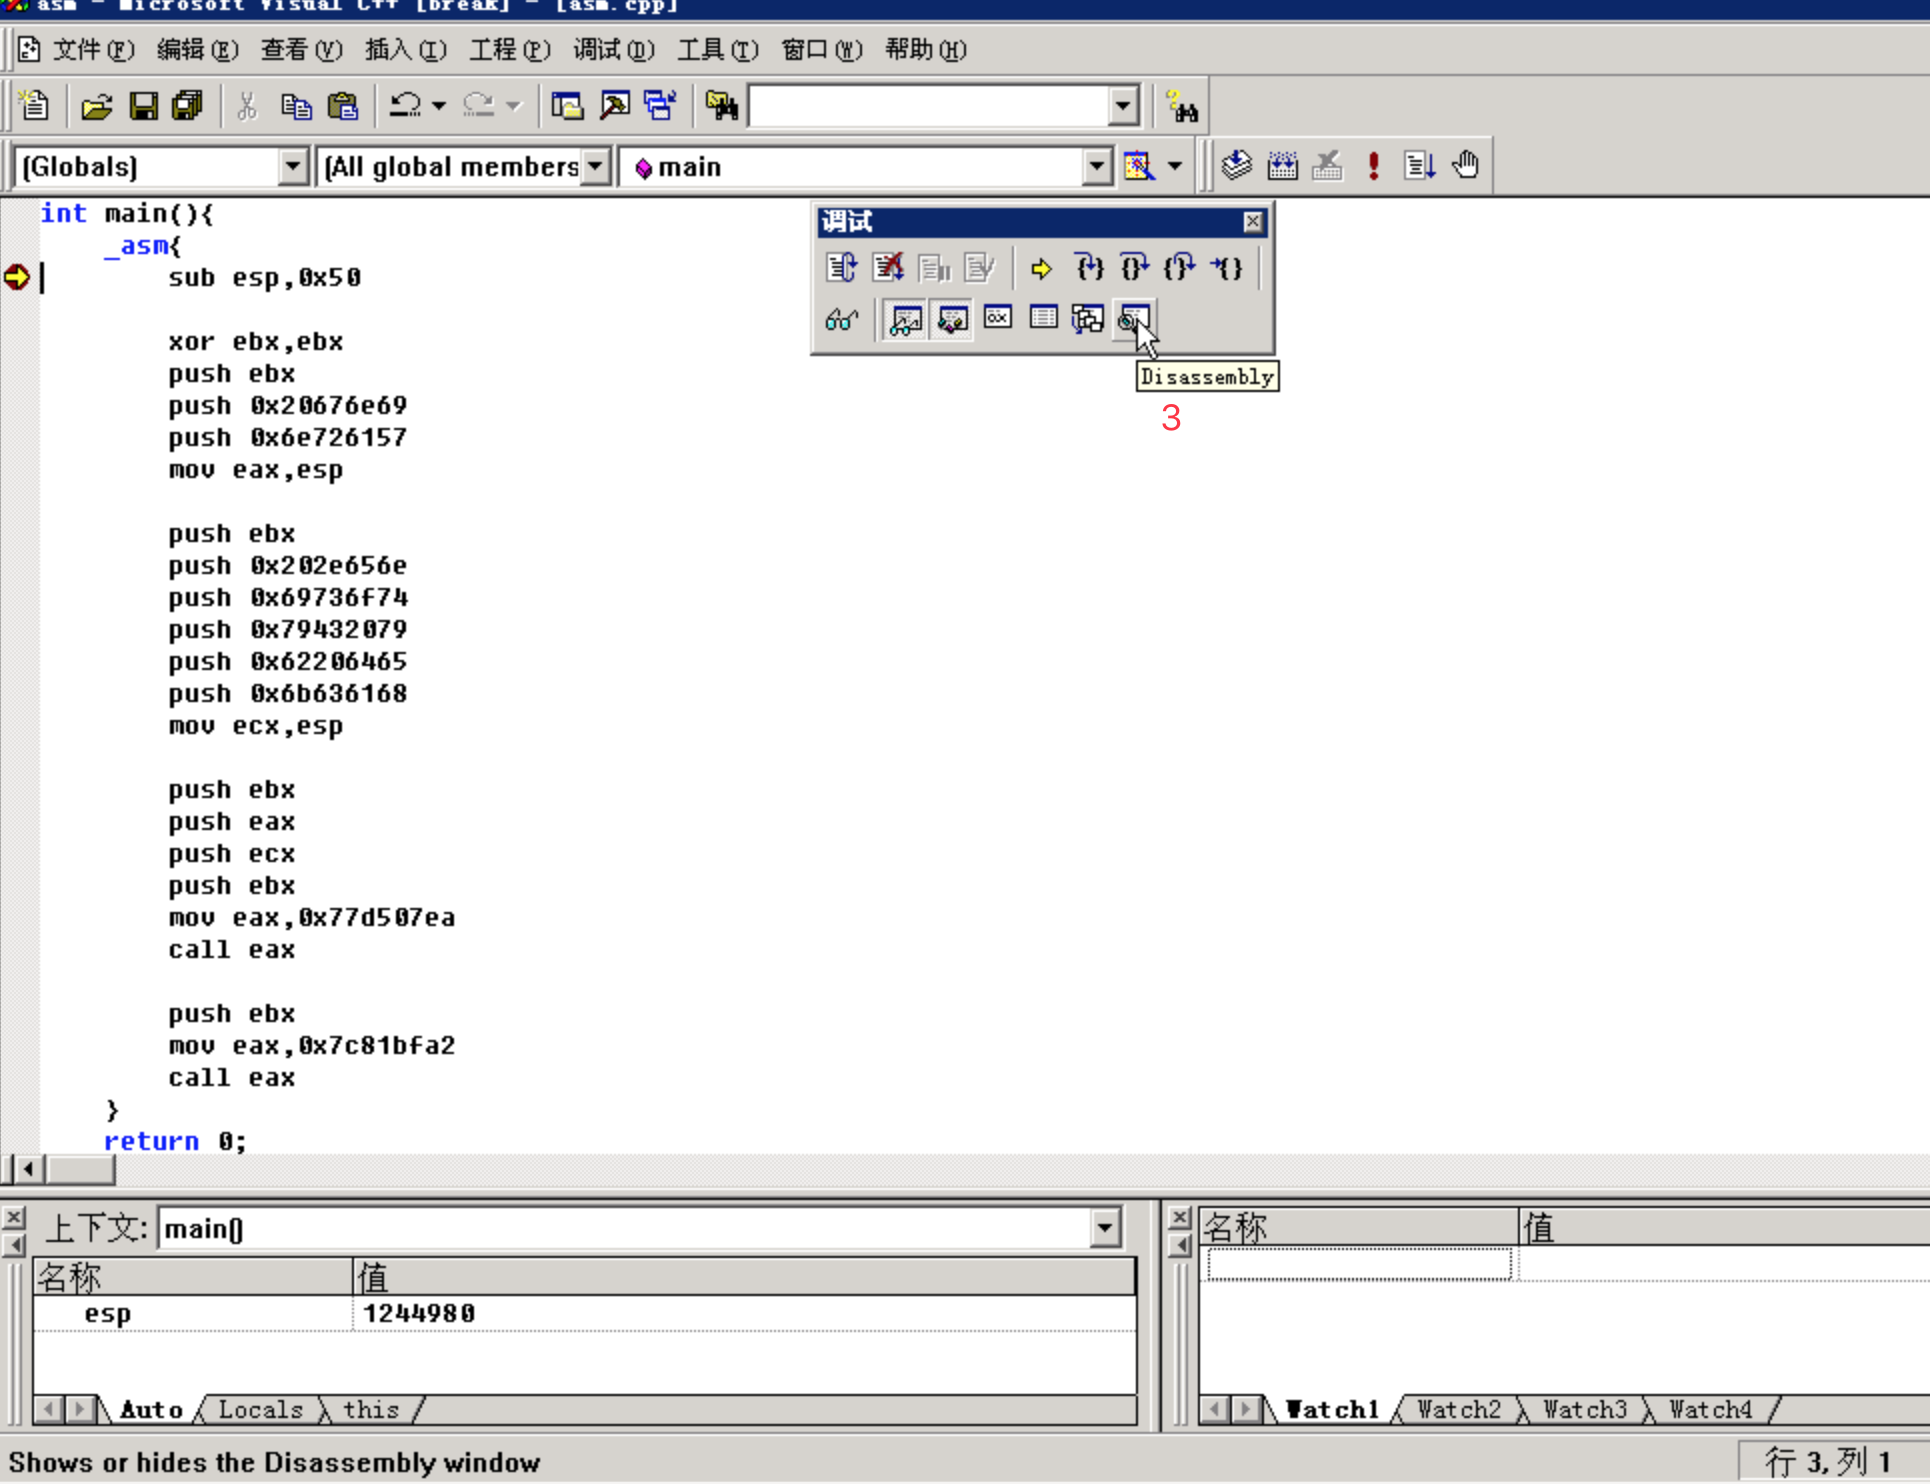 asm - Microsoft Visual C++ [break] - [asm.cpp]
文件(F) 编辑(E) 查看(V) 插入(I) 工程(P) 调试(D) 工具(T) 窗口(W) 帮助(H)
(Globals) (All global members main
int main(){
_asm{
sub esp,0x50
xor ebx,ebx
push ebx
push 0x20676e69
push 0x6e726157
mov eax,esp
push ebx
push 0x202e656e
push 0x69736f74
push 0x79432079
push 0x62206465
push 0x6b636168
mov ecx,esp
push ebx
push eax
push ecx
push ebx
mov eax,0x77d507ea
call eax
push ebx
mov eax,0x7c81bfa2
call eax
}
return 0;
调试
Disassembly
3
上下文: main()
名称 值
esp 1244980
Auto Locals this
名称 值
Watch1 Watch2 Watch3 Watch4
Shows or hides the Disassembly window
行 3, 列 1